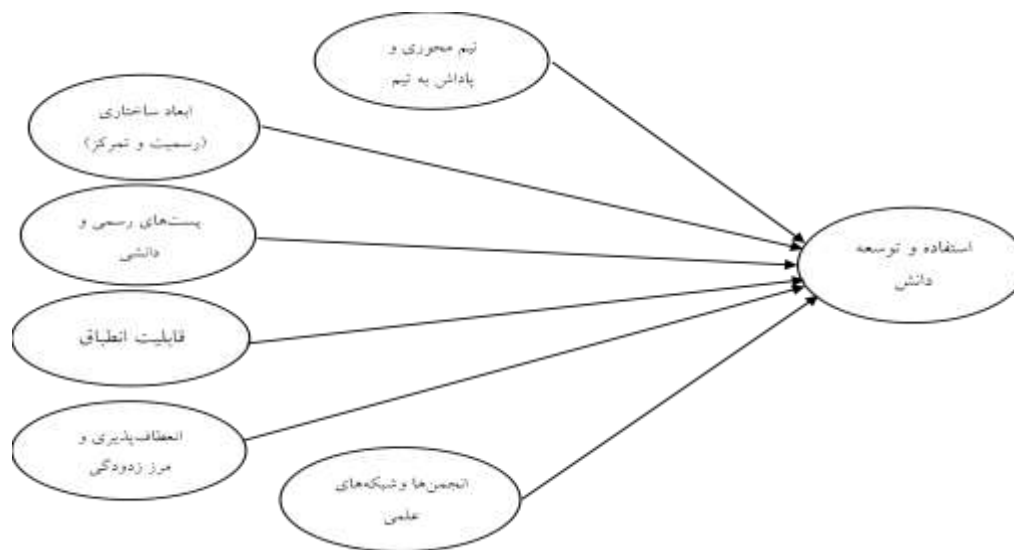 تیم محوری و
پاداش به تیم
ابعاد ساختاری
(رسمیت و تمرکز)
پست‌های رسمی و
دانشی
استفاده و توسعه
دانش
قابلیت انطباق
انعطاف‌پذیری و
مرز زدودگی
انجمن‌ها و شبکه‌های
علمی